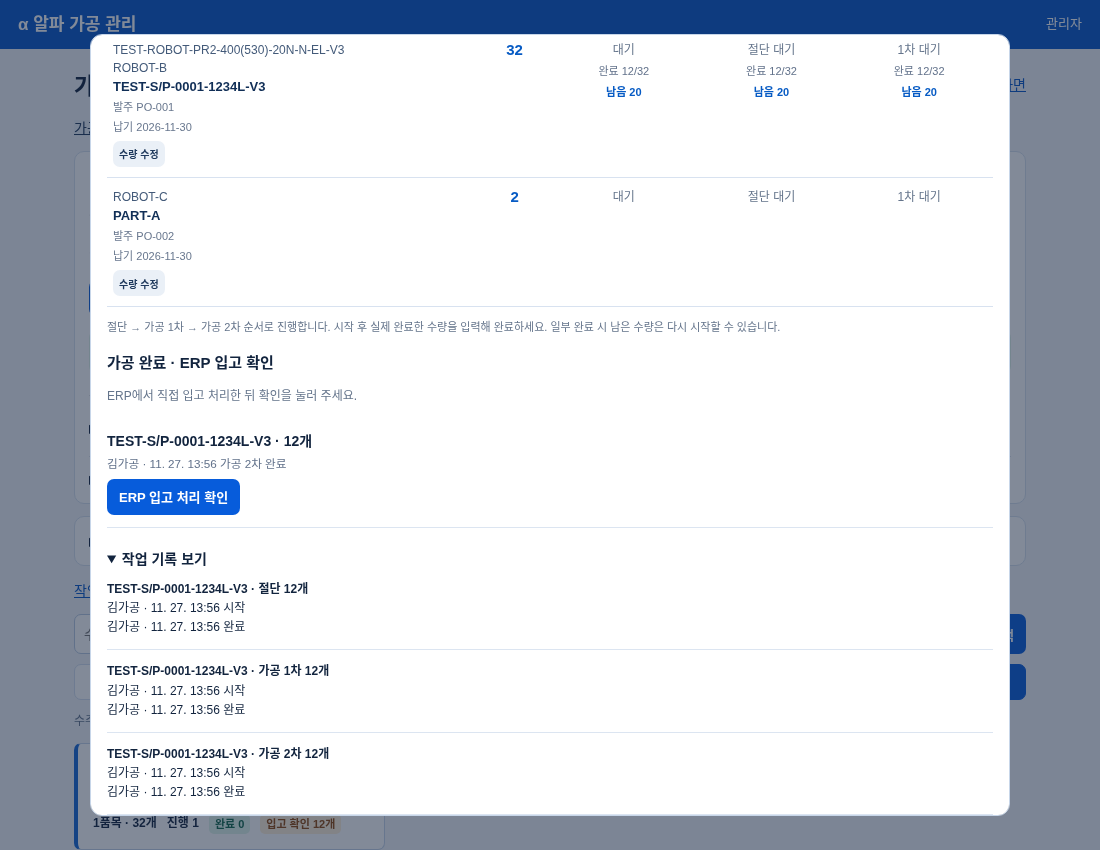 α 알파 가공 관리
관리자
TEST-ROBOT-PR2-400(530)-20N-N-EL-V3
ROBOT-B
TEST-S/P-0001-1234L-V3
발주 PO-001
납기 2026-11-30
수량 수정
32
대기
완료 12/32
남음 20
절단 대기
완료 12/32
남음 20
1차 대기
완료 12/32
남음 20
ROBOT-C
PART-A
발주 PO-002
납기 2026-11-30
수량 수정
2
대기
절단 대기
1차 대기
절단 → 가공 1차 → 가공 2차 순서로 진행합니다. 시작 후 실제 완료한 수량을 입력해 완료하세요. 일부 완료 시 남은 수량은 다시 시작할 수 있습니다.
가공 완료 · ERP 입고 확인
ERP에서 직접 입고 처리한 뒤 확인을 눌러 주세요.
TEST-S/P-0001-1234L-V3 · 12개
김가공 · 11. 27. 13:56 가공 2차 완료
ERP 입고 처리 확인
▼ 작업 기록 보기
TEST-S/P-0001-1234L-V3 · 절단 12개
김가공 · 11. 27. 13:56 시작
김가공 · 11. 27. 13:56 완료
TEST-S/P-0001-1234L-V3 · 가공 1차 12개
김가공 · 11. 27. 13:56 시작
김가공 · 11. 27. 13:56 완료
TEST-S/P-0001-1234L-V3 · 가공 2차 12개
김가공 · 11. 27. 13:56 시작
김가공 · 11. 27. 13:56 완료
1품목 · 32개 진행 1 완료 0 입고 확인 12개